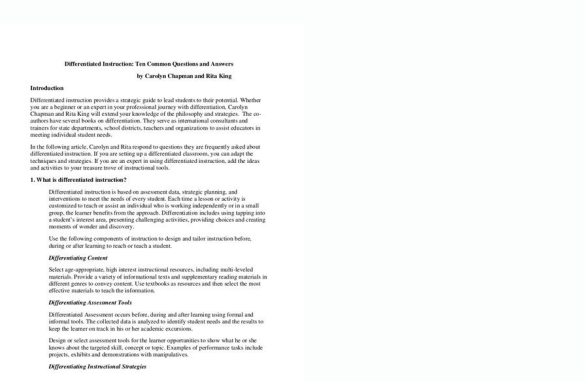 Differentiated Instruction: Ten Common Questions and Answers
by Carolyn Chapman and Rita King
Introduction
Differentiated instruction provides a strategic guide to lead students to their potential. Whether
you are a beginner or an expert in your professional journey with differentiation, Carolyn
Chapman and Rita King will extend your knowledge of the philosophy and strategies. The co-
authors have several books on differentiation. They serve as international consultants and
trainers for state departments, school districts, teachers and organizations to assist educators in
meeting individual student needs.
In the following article, Carolyn and Rita respond to questions they are frequently asked about
differentiated instruction. If you are setting up a differentiated classroom, you can adapt the
techniques and strategies. If you are an expert in using differentiated instruction, add the ideas
and activities to your treasure trove of instructional tools.
1. What is differentiated instruction?
Differentiated instruction is based on assessment data, strategic planning, and
interventions to meet the needs of every student. Each time a lesson or activity is
customized to teach or assist an individual who is working independently or in a small
group, the learner benefits from the approach. Differentiation includes using tapping into
a student's interest area, presenting challenging activities, providing choices and creating
moments of wonder and discovery.
Use the following components of instruction to design and tailor instruction before,
during or after learning to reach or teach a student.
Differentiating Content
Select age-appropriate, high interest instructional resources, including multi-leveled
materials. Provide a variety of informational texts and supplementary reading materials in
different genres to convey content. Use textbooks as resources and then select the most
effective materials to teach the information.
Differentiating Assessment Tools
Differentiated Assessment occurs before, during and after learning using formal and
informal tools. The collected data is analyzed to identify student needs and the results to
keep the learner on track in his or her academic excursions.
Design or select assessment tools for the learner opportunities to show what he or she
knows about the targeted skill, concept or topic. Examples of performance tasks include
projects, exhibits and demonstrations with manipulatives.
Differentiating Instructional Strategies